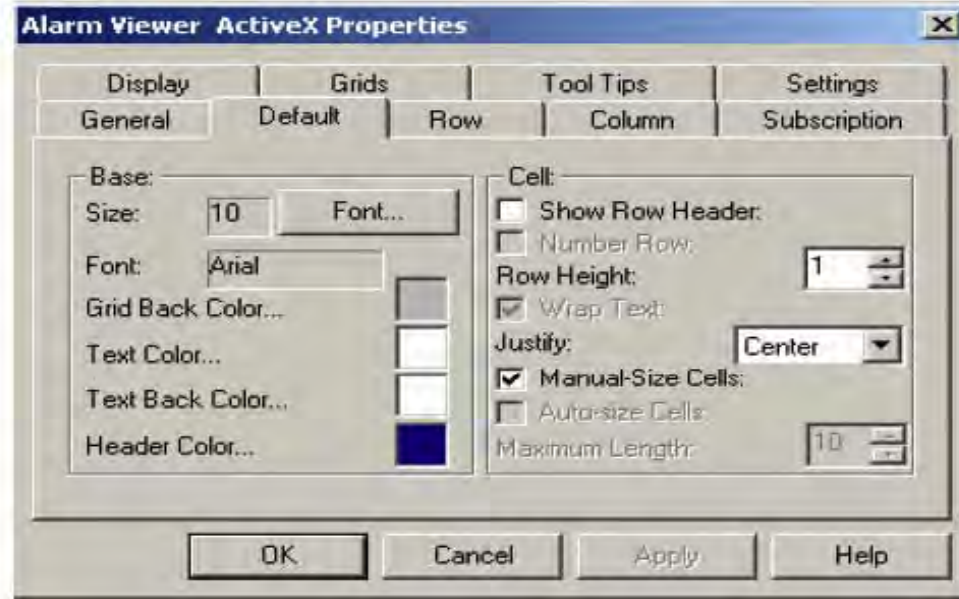 Alarm Viewer ActiveX Properties
Display Grids Tool Tips Settings
General Default Row Column Subscription
Base:
Size: 10 Font...
Font: Arial
Grid Back Color...
Text Color...
Text Back Color...
Header Color...
Cell:
Show Row Header:
Number Row:
Row Height: 1
Wrap Text:
Justify: Center
Manual-Size Cells:
Auto-size Cells:
Maximum Length: 10
OK Cancel Apply Help